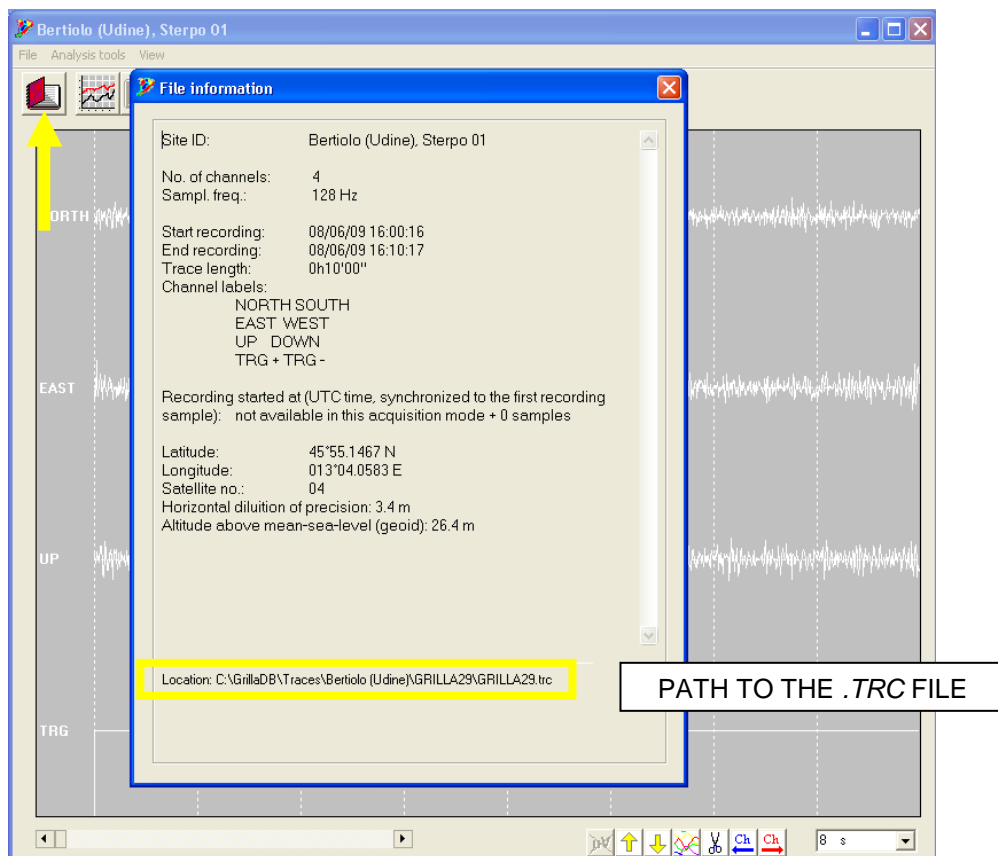 Bertiolo (Udine), Sterpo 01
File Analysis tools View
File information
Site ID: Bertiolo (Udine), Sterpo 01
No. of channels: 4
Sampl. freq.: 128 Hz
Start recording: 08/06/09 16:00:16
End recording: 08/06/09 16:10:17
Trace length: 0h10'00''
Channel labels:
NORTH SOUTH
EAST WEST
UP DOWN
TRG + TRG -
Recording started at (UTC time, synchronized to the first recording
sample): not available in this acquisition mode + 0 samples
Latitude: 45°55.1467 N
Longitude: 013°04.0583 E
Satellite no.: 04
Horizontal diluition of precision: 3.4 m
Altitude above mean-sea-level (geoid): 26.4 m
Location: C:\GrillaDB\Traces\Bertiolo (Udine)\GRILLA29\GRILLA29.trc
PATH TO THE .TRC FILE
EAST
UP
TRG
Ch Ch
8 s